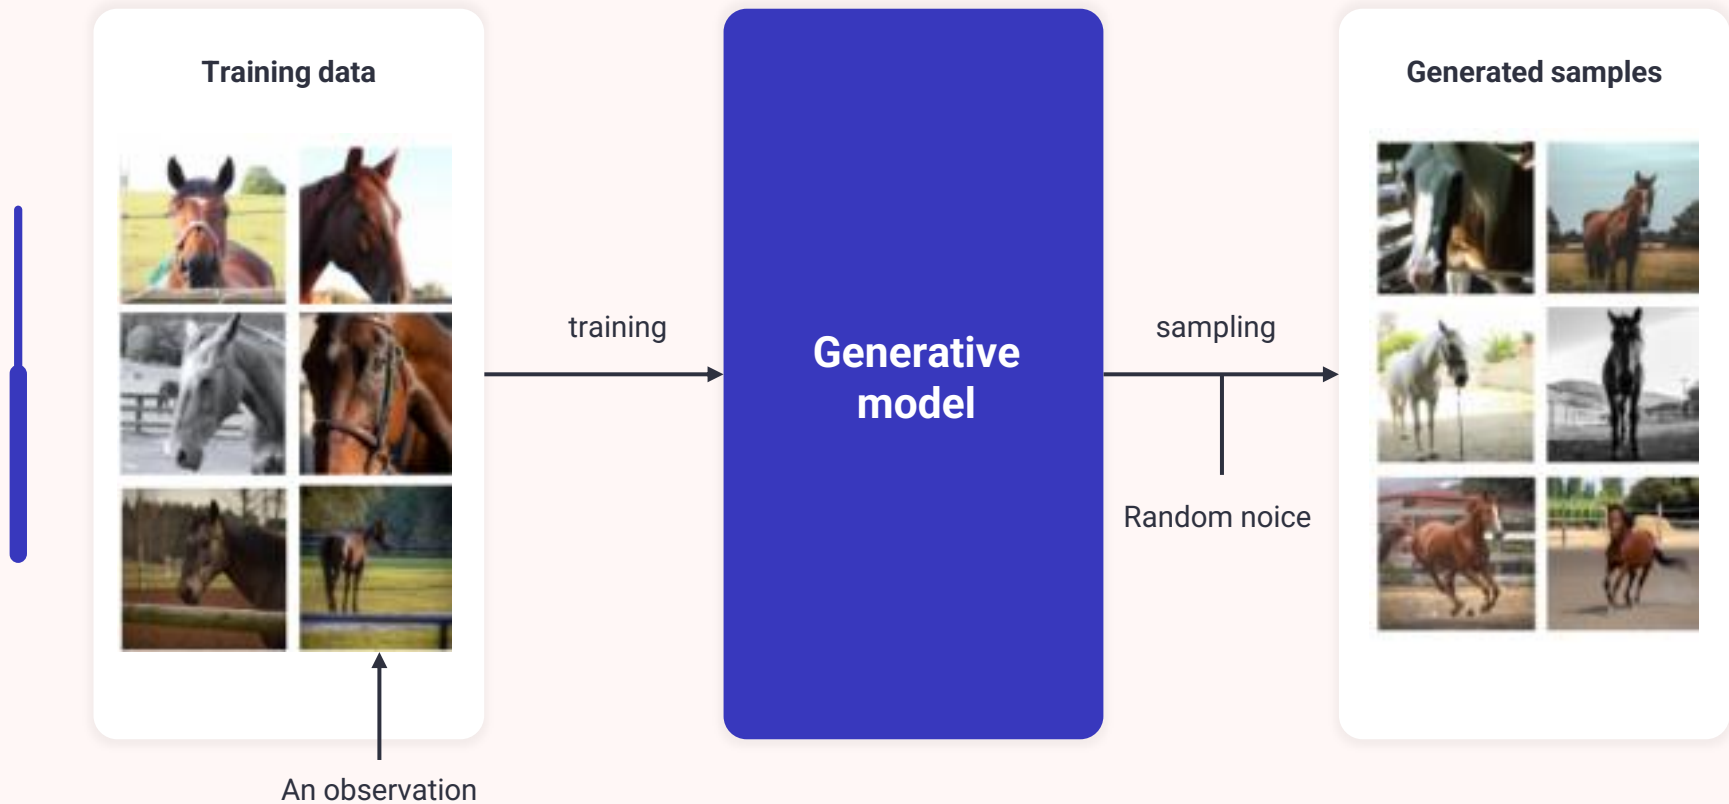 Training data
Generated samples
training
Generative
model
sampling
Random noice
An observation